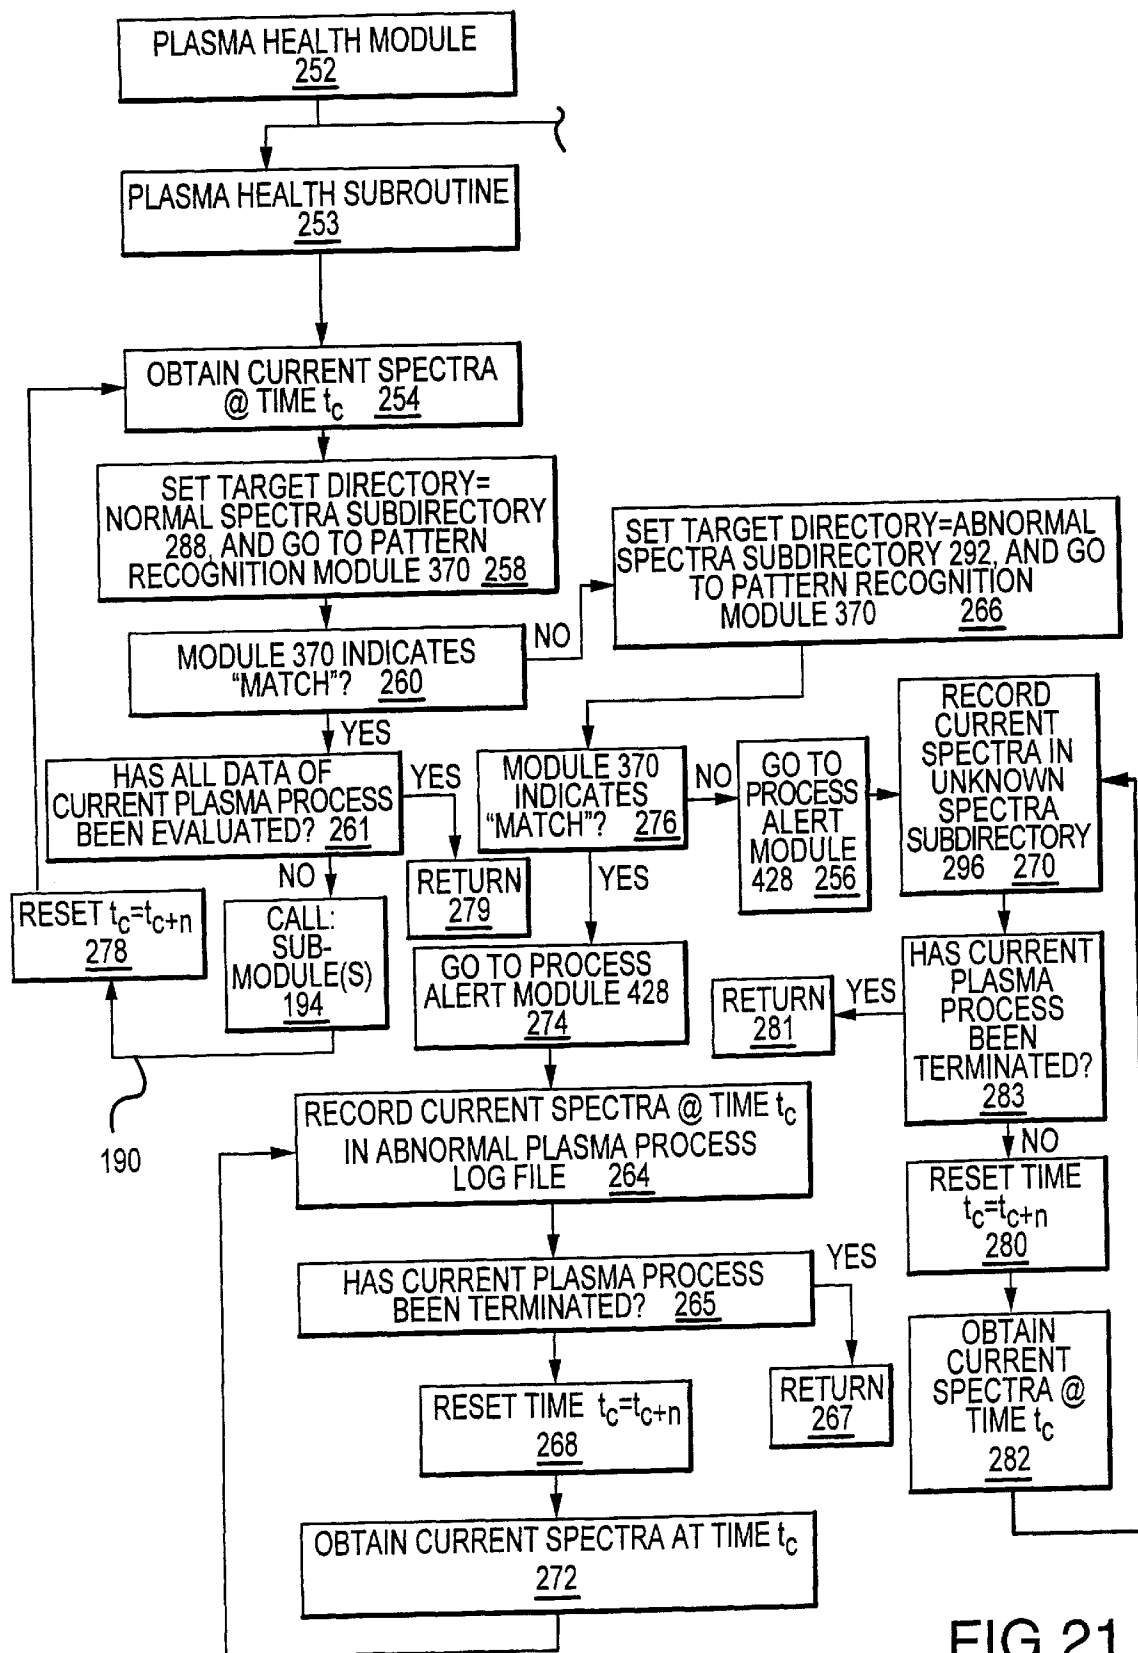 PLASMA HEALTH MODULE
252
PLASMA HEALTH SUBROUTINE
253
OBTAIN CURRENT SPECTRA
@ TIME tc 254
SET TARGET DIRECTORY=
NORMAL SPECTRA SUBDIRECTORY
288, AND GO TO PATTERN
RECOGNITION MODULE 370 258
SET TARGET DIRECTORY=ABNORMAL
SPECTRA SUBDIRECTORY 292, AND GO
TO PATTERN RECOGNITION
MODULE 370 266
NO
MODULE 370 INDICATES
“MATCH”? 260
YES
HAS ALL DATA OF
CURRENT PLASMA PROCESS
BEEN EVALUATED? 261
YES
MODULE 370
INDICATES
“MATCH”? 276
NO
GO TO
PROCESS
ALERT
MODULE
428 256
RECORD
CURRENT
SPECTRA IN
UNKNOWN
SPECTRA
SUBDIRECTORY
296 270
NO
RETURN
279
YES
RESET tc=tc+n
278
CALL:
SUB-
MODULE(S)
194
GO TO PROCESS
ALERT MODULE 428
274
RETURN
281
YES
HAS CURRENT
PLASMA
PROCESS
BEEN
TERMINATED?
283
190
RECORD CURRENT SPECTRA @ TIME tc
IN ABNORMAL PLASMA PROCESS
LOG FILE 264
NO
RESET TIME
tc=tc+n
280
HAS CURRENT PLASMA PROCESS
BEEN TERMINATED? 265
YES
RESET TIME tc=tc+n
268
RETURN
267
OBTAIN
CURRENT
SPECTRA @
TIME tc
282
OBTAIN CURRENT SPECTRA AT TIME tc
272
FIG.21